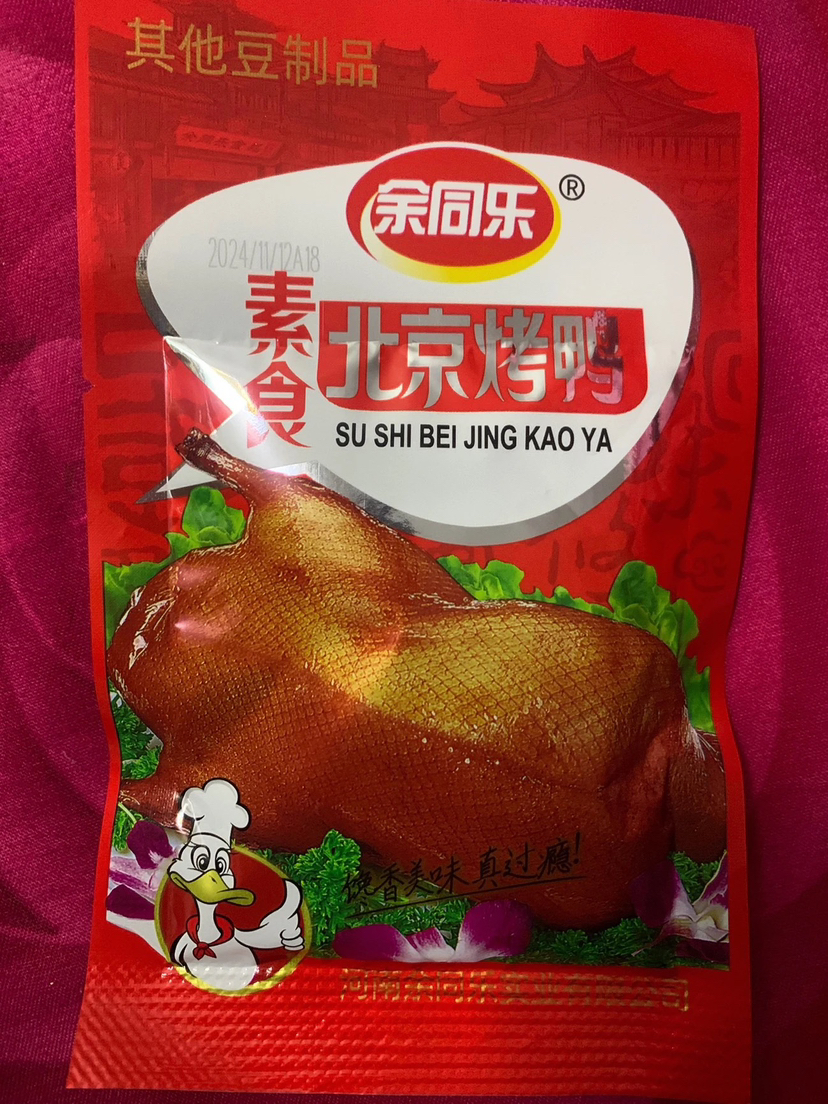 其他豆制品
余同乐®
2024/11/12A18
素食
北京烤鸭
SU SHI BEI JING KAO YA
馋香美味真过瘾!
河南余同乐实业有限公司